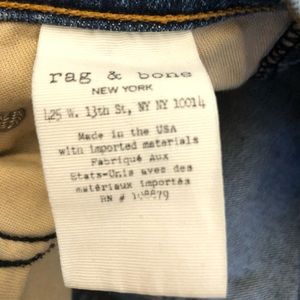 rag & bone
NEW YORK
425 W. 13th St, NY NY 10014
Made in the USA
with imported materials
Fabriqué Aux
Etats-Unis avec des
matériaux importés
RN #